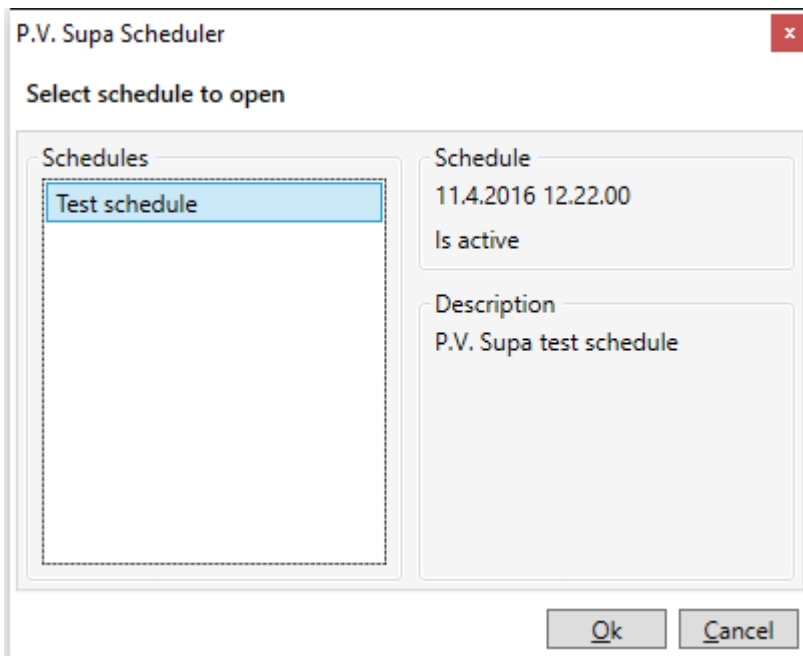 P.V. Supa Scheduler
x
Select schedule to open
Schedules
Test schedule
Schedule
11.4.2016 12.22.00
Is active
Description
P.V. Supa test schedule
Ok
Cancel